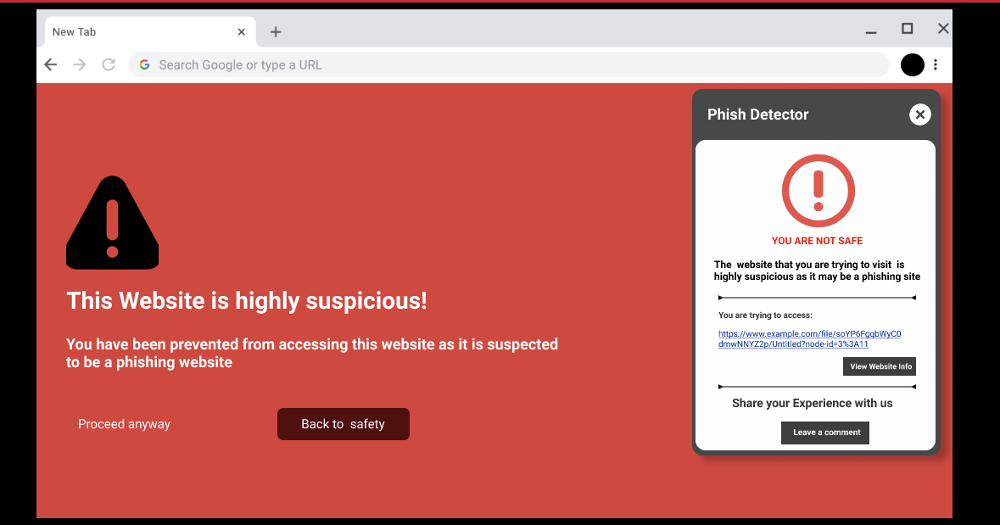 New Tab
Search Google or type a URL
This Website is highly suspicious!
You have been prevented from accessing this website as it is suspected
to be a phishing website
Proceed anyway
Back to safety
Phish Detector
YOU ARE NOT SAFE
The website that you are trying to visit is
highly suspicious as it may be a phishing site
You are trying to access:
https://www.example.com/file/soYP6FgqbWyC0
dmwNNYZ2p/Untitled?node-id=3%3A11
View Website Info
Share your Experience with us
Leave a comment